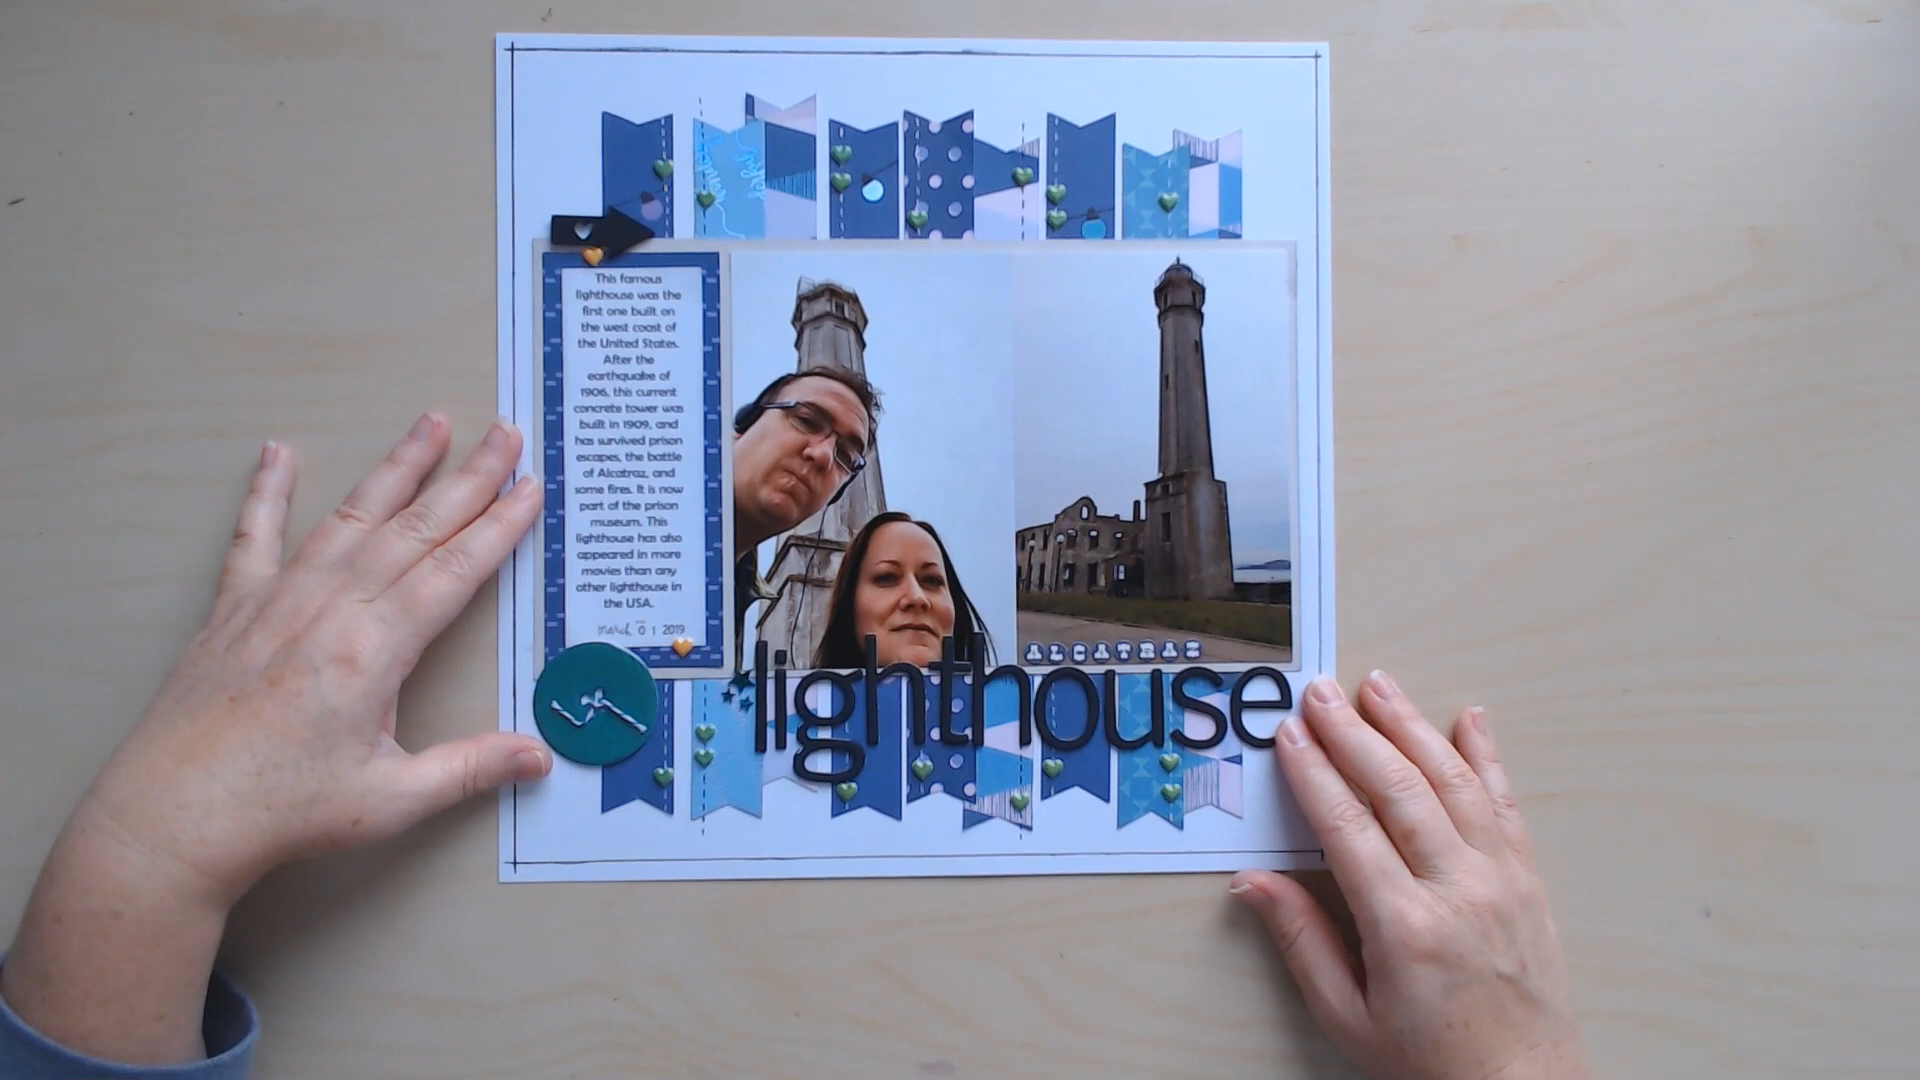 This famous
lighthouse was the
first one built on
the west coast of
the United States.
After the
earthquake of
1906, this current
concrete tower was
built in 1909, and
has survived prison
escapes, the battle
of Alcatraz, and
some fires. It is now
part of the prison
museum. This
lighthouse has also
appeared in more
movies than any
other lighthouse in
the USA.
March 01 2019
ALCATRAZ
lighthouse